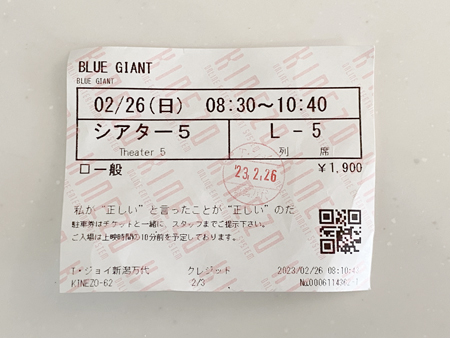 BLUE GIANT
BLUE GIANT
02/26(日) 08:30～10:40
シアター5
Theater 5
L - 5
列 席
□一般
¥1,900
'23.2.26
私が“正しい”と言ったことが“正しい”のだ
駐車券はチケットと一緒に、スタッフまでご提示下さい。
ご入場は上映時間の10分前を予定しております。
T・ジョイ新潟万代
クレジット
2023/02/26 08:10:4
KINEZO-62
2/3